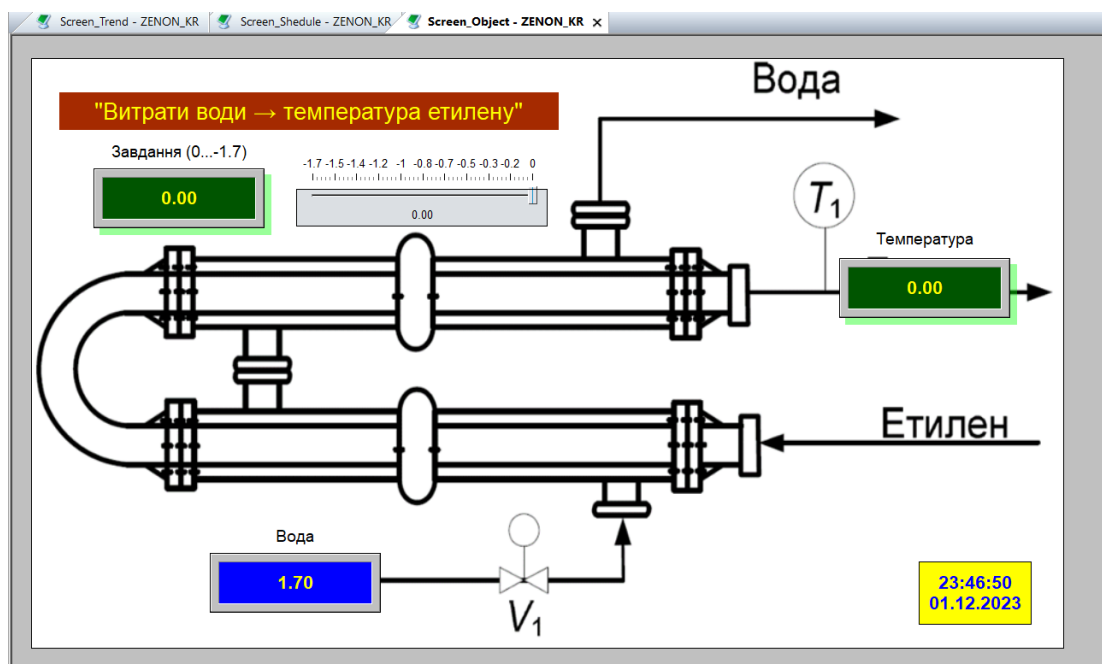 Screen_Trend - ZENON_KR
Screen_Shedule - ZENON_KR
Screen_Object - ZENON_KR
Вода
"Витрати води → температура етилену"
Завдання (0...-1.7)
0.00
-1.7 -1.5 -1.4 -1.2 -1 -0.8 -0.7 -0.5 -0.3 -0.2 0
0.00
T1
Температура
0.00
Етилен
Вода
1.70
V1
23:46:50
01.12.2023